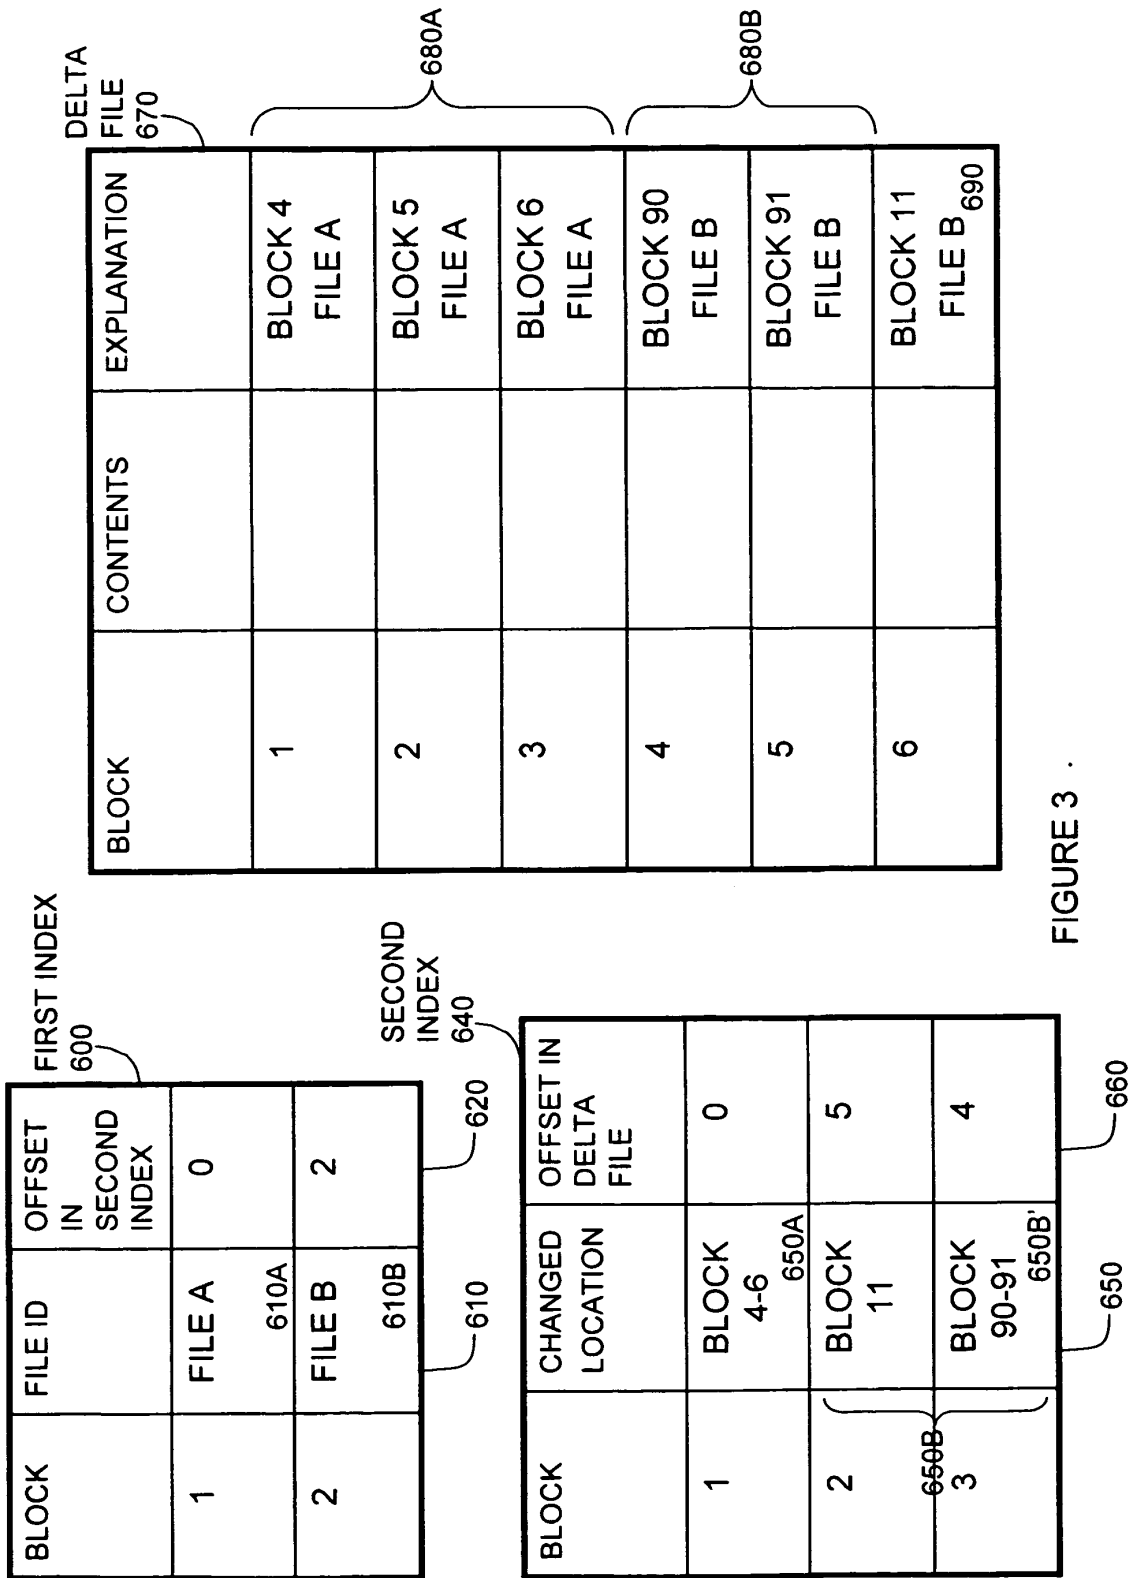 FIRST INDEX
600
BLOCK
FILE ID
OFFSET
IN
SECOND
INDEX
1
FILE A
610A
0
2
FILE B
610B
2
610
620
SECOND
INDEX
640
BLOCK
CHANGED
LOCATION
OFFSET IN
DELTA
FILE
1
BLOCK
4-6
650A
0
2
BLOCK
11
5
650B
3
BLOCK
90-91
650B'
4
650
660
DELTA
FILE
670
BLOCK
CONTENTS
EXPLANATION
1
BLOCK 4
FILE A
2
BLOCK 5
FILE A
3
BLOCK 6
FILE A
680A
4
BLOCK 90
FILE B
5
BLOCK 91
FILE B
680B
6
BLOCK 11
FILE B
690
FIGURE 3